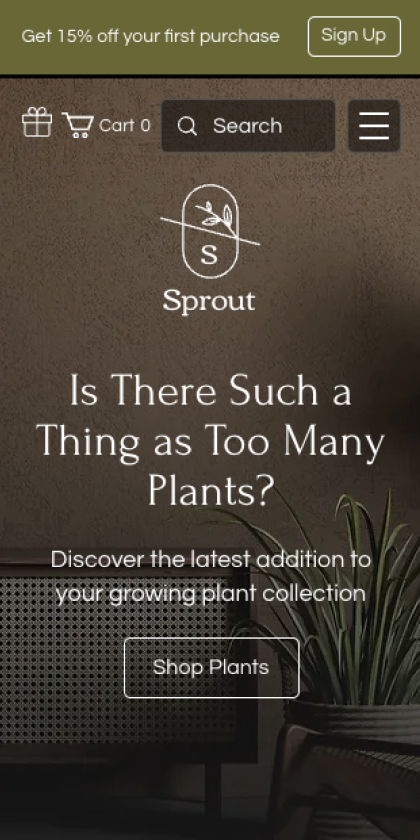 Get 15% off your first purchase
Sign Up
Cart 0
Search
S
Sprout
Is There Such a
Thing as Too Many
Plants?
Discover the latest addition to
your growing plant collection
Shop Plants